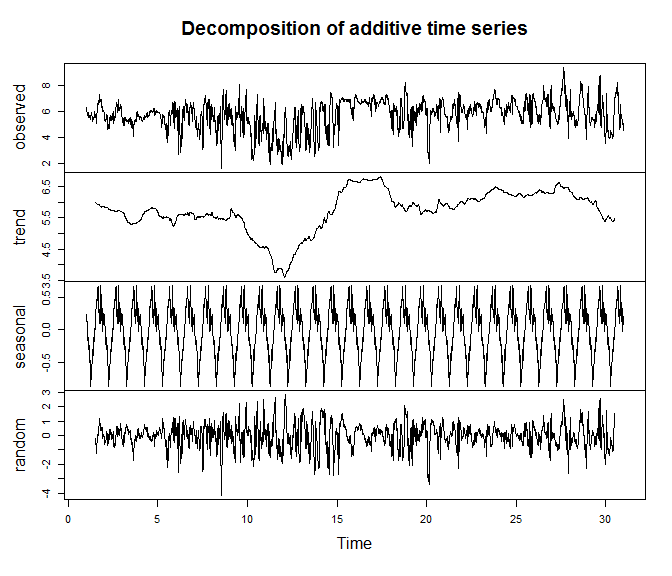 Decomposition of additive time series
observed
2 4 6 8
trend
3.5 4.5 5.5 6.5
seasonal
-0.5 0.0 0.5
random
-4 -2 0 1 2 3
0 5 10 15 20 25 30
Time